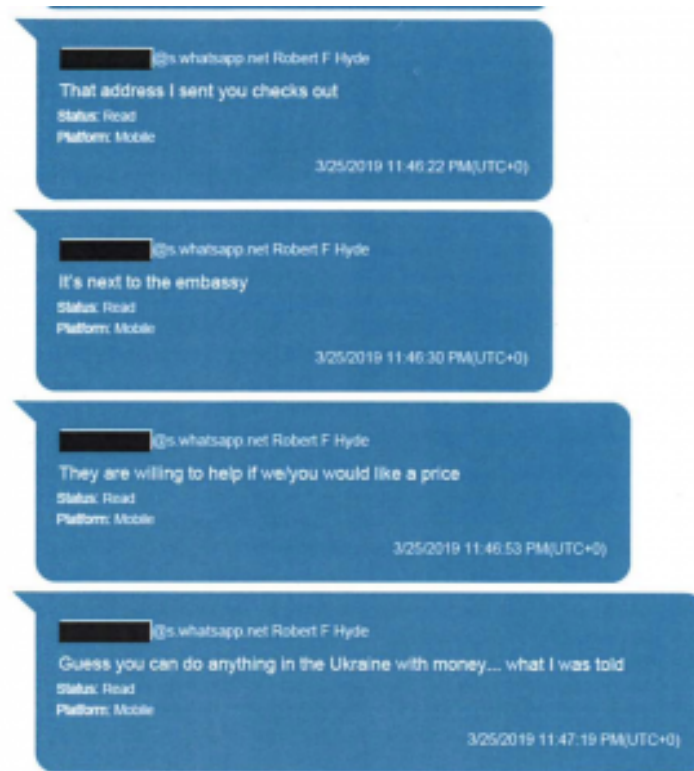 @s.whatsapp.net Robert F Hyde
That address I sent you checks out
Status: Read
Platform: Mobile
3/25/2019 11:46:22 PM(UTC+0)
@s.whatsapp.net Robert F Hyde
It's next to the embassy
Status: Read
Platform: Mobile
3/25/2019 11:46:30 PM(UTC+0)
@s.whatsapp.net Robert F Hyde
They are willing to help if we/you would like a price
Status: Read
Platform: Mobile
3/25/2019 11:46:53 PM(UTC+0)
@s.whatsapp.net Robert F Hyde
Guess you can do anything in the Ukraine with money... what I was told
Status: Read
Platform: Mobile
3/25/2019 11:47:19 PM(UTC+0)